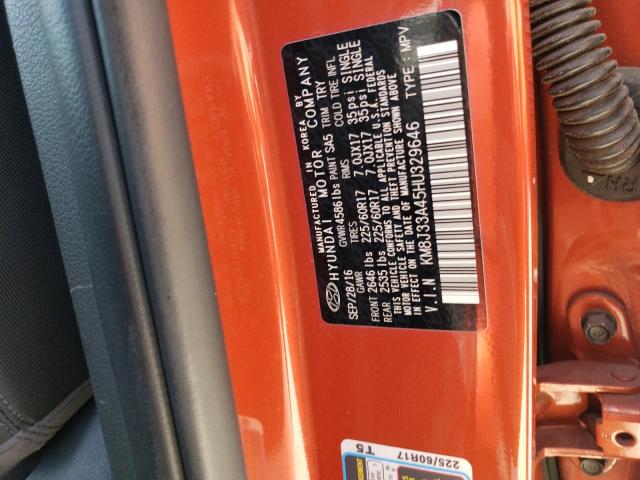 MANUFACTURED IN KOREA BY
HYUNDAI MOTOR COMPANY
SEP/28/16 GVWR 4586 lbs PAINT SA5 TRIM TRY
GAWR TIRES RIMS COLD TIRE INFL
FRONT 2646 lbs 225/60R17 7.0JX17 35psi SINGLE
REAR 2535 lbs 225/60R17 7.0JX17 35psi SINGLE
THIS VEHICLE CONFORMS TO ALL APPLICABLE U.S.A. FEDERAL
MOTOR VEHICLE SAFETY AND BUMPER AND THEFT PREVENTION STANDARDS
IN EFFECT ON THE DATE OF MANUFACTURE SHOWN ABOVE.
V.I.N KM8J33A45HU329646 TYPE : MPV
225/60R17
T5